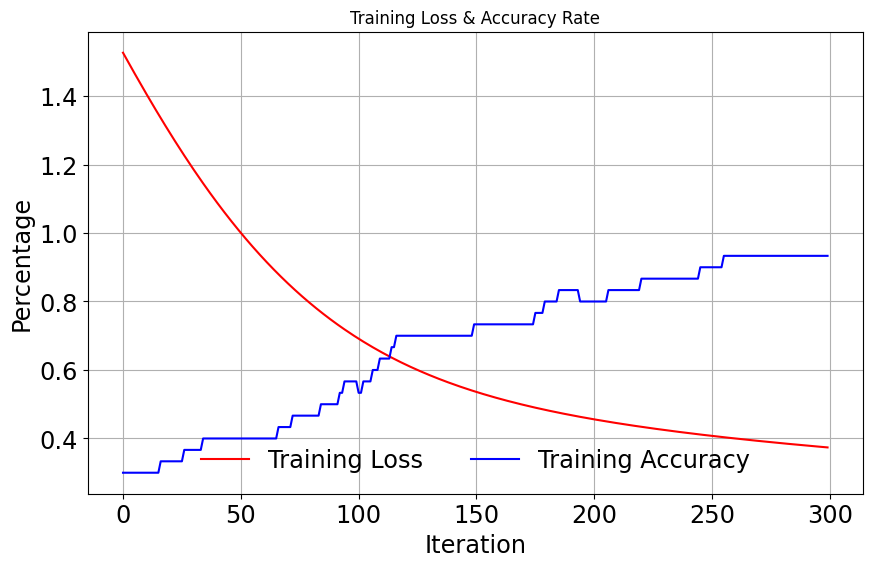 Training Loss & Accuracy Rate
Percentage
1.4
1.2
1.0
0.8
0.6
0.4
Training Loss
Training Accuracy
0 50 100 150 200 250 300
Iteration